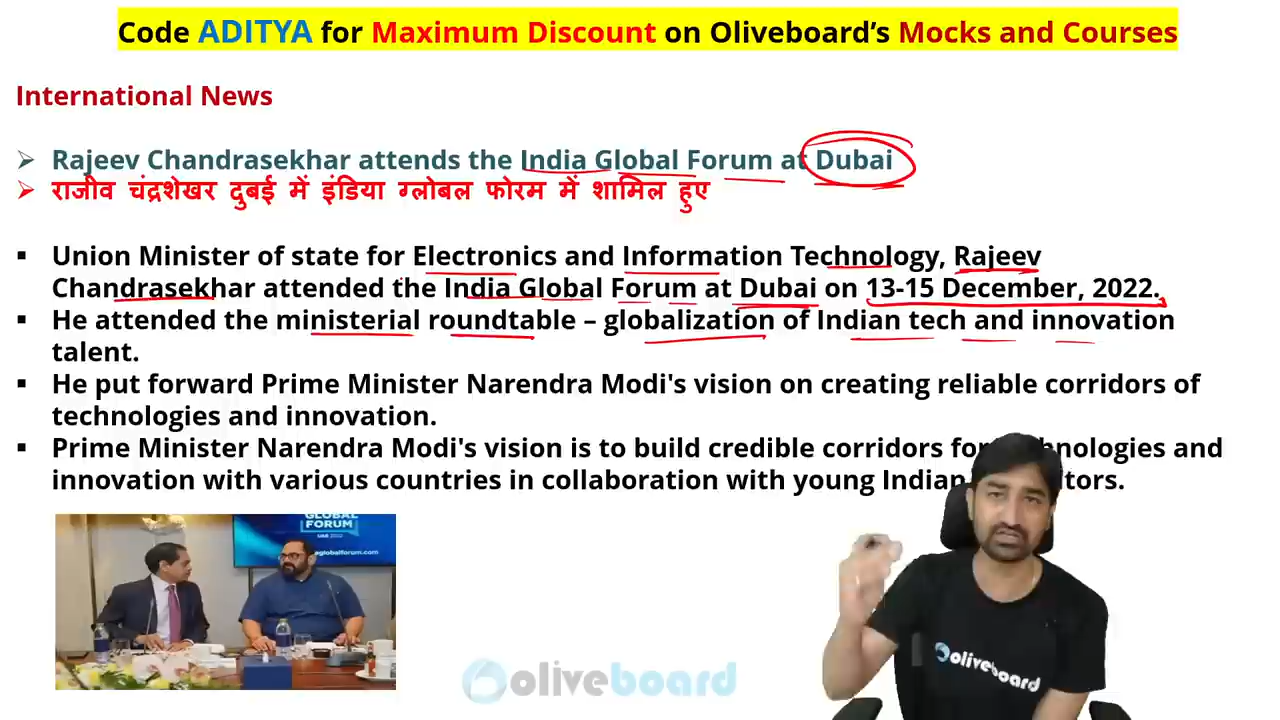 Code ADITYA for Maximum Discount on Oliveboard's Mocks and Courses
International News
Rajeev Chandrasekhar attends the India Global Forum at Dubai
राजीव चंद्रशेखर दुबई में इंडिया ग्लोबल फोरम में शामिल हुए
Union Minister of state for Electronics and Information Technology, Rajeev
Chandrasekhar attended the India Global Forum at Dubai on 13-15 December, 2022.
He attended the ministerial roundtable – globalization of Indian tech and innovation
talent.
He put forward Prime Minister Narendra Modi's vision on creating reliable corridors of
technologies and innovation.
Prime Minister Narendra Modi's vision is to build credible corridors for
and
innovation with various countries in collaboration with young Indian
GLOBAL
FORUM
oliveboard
oliveboard